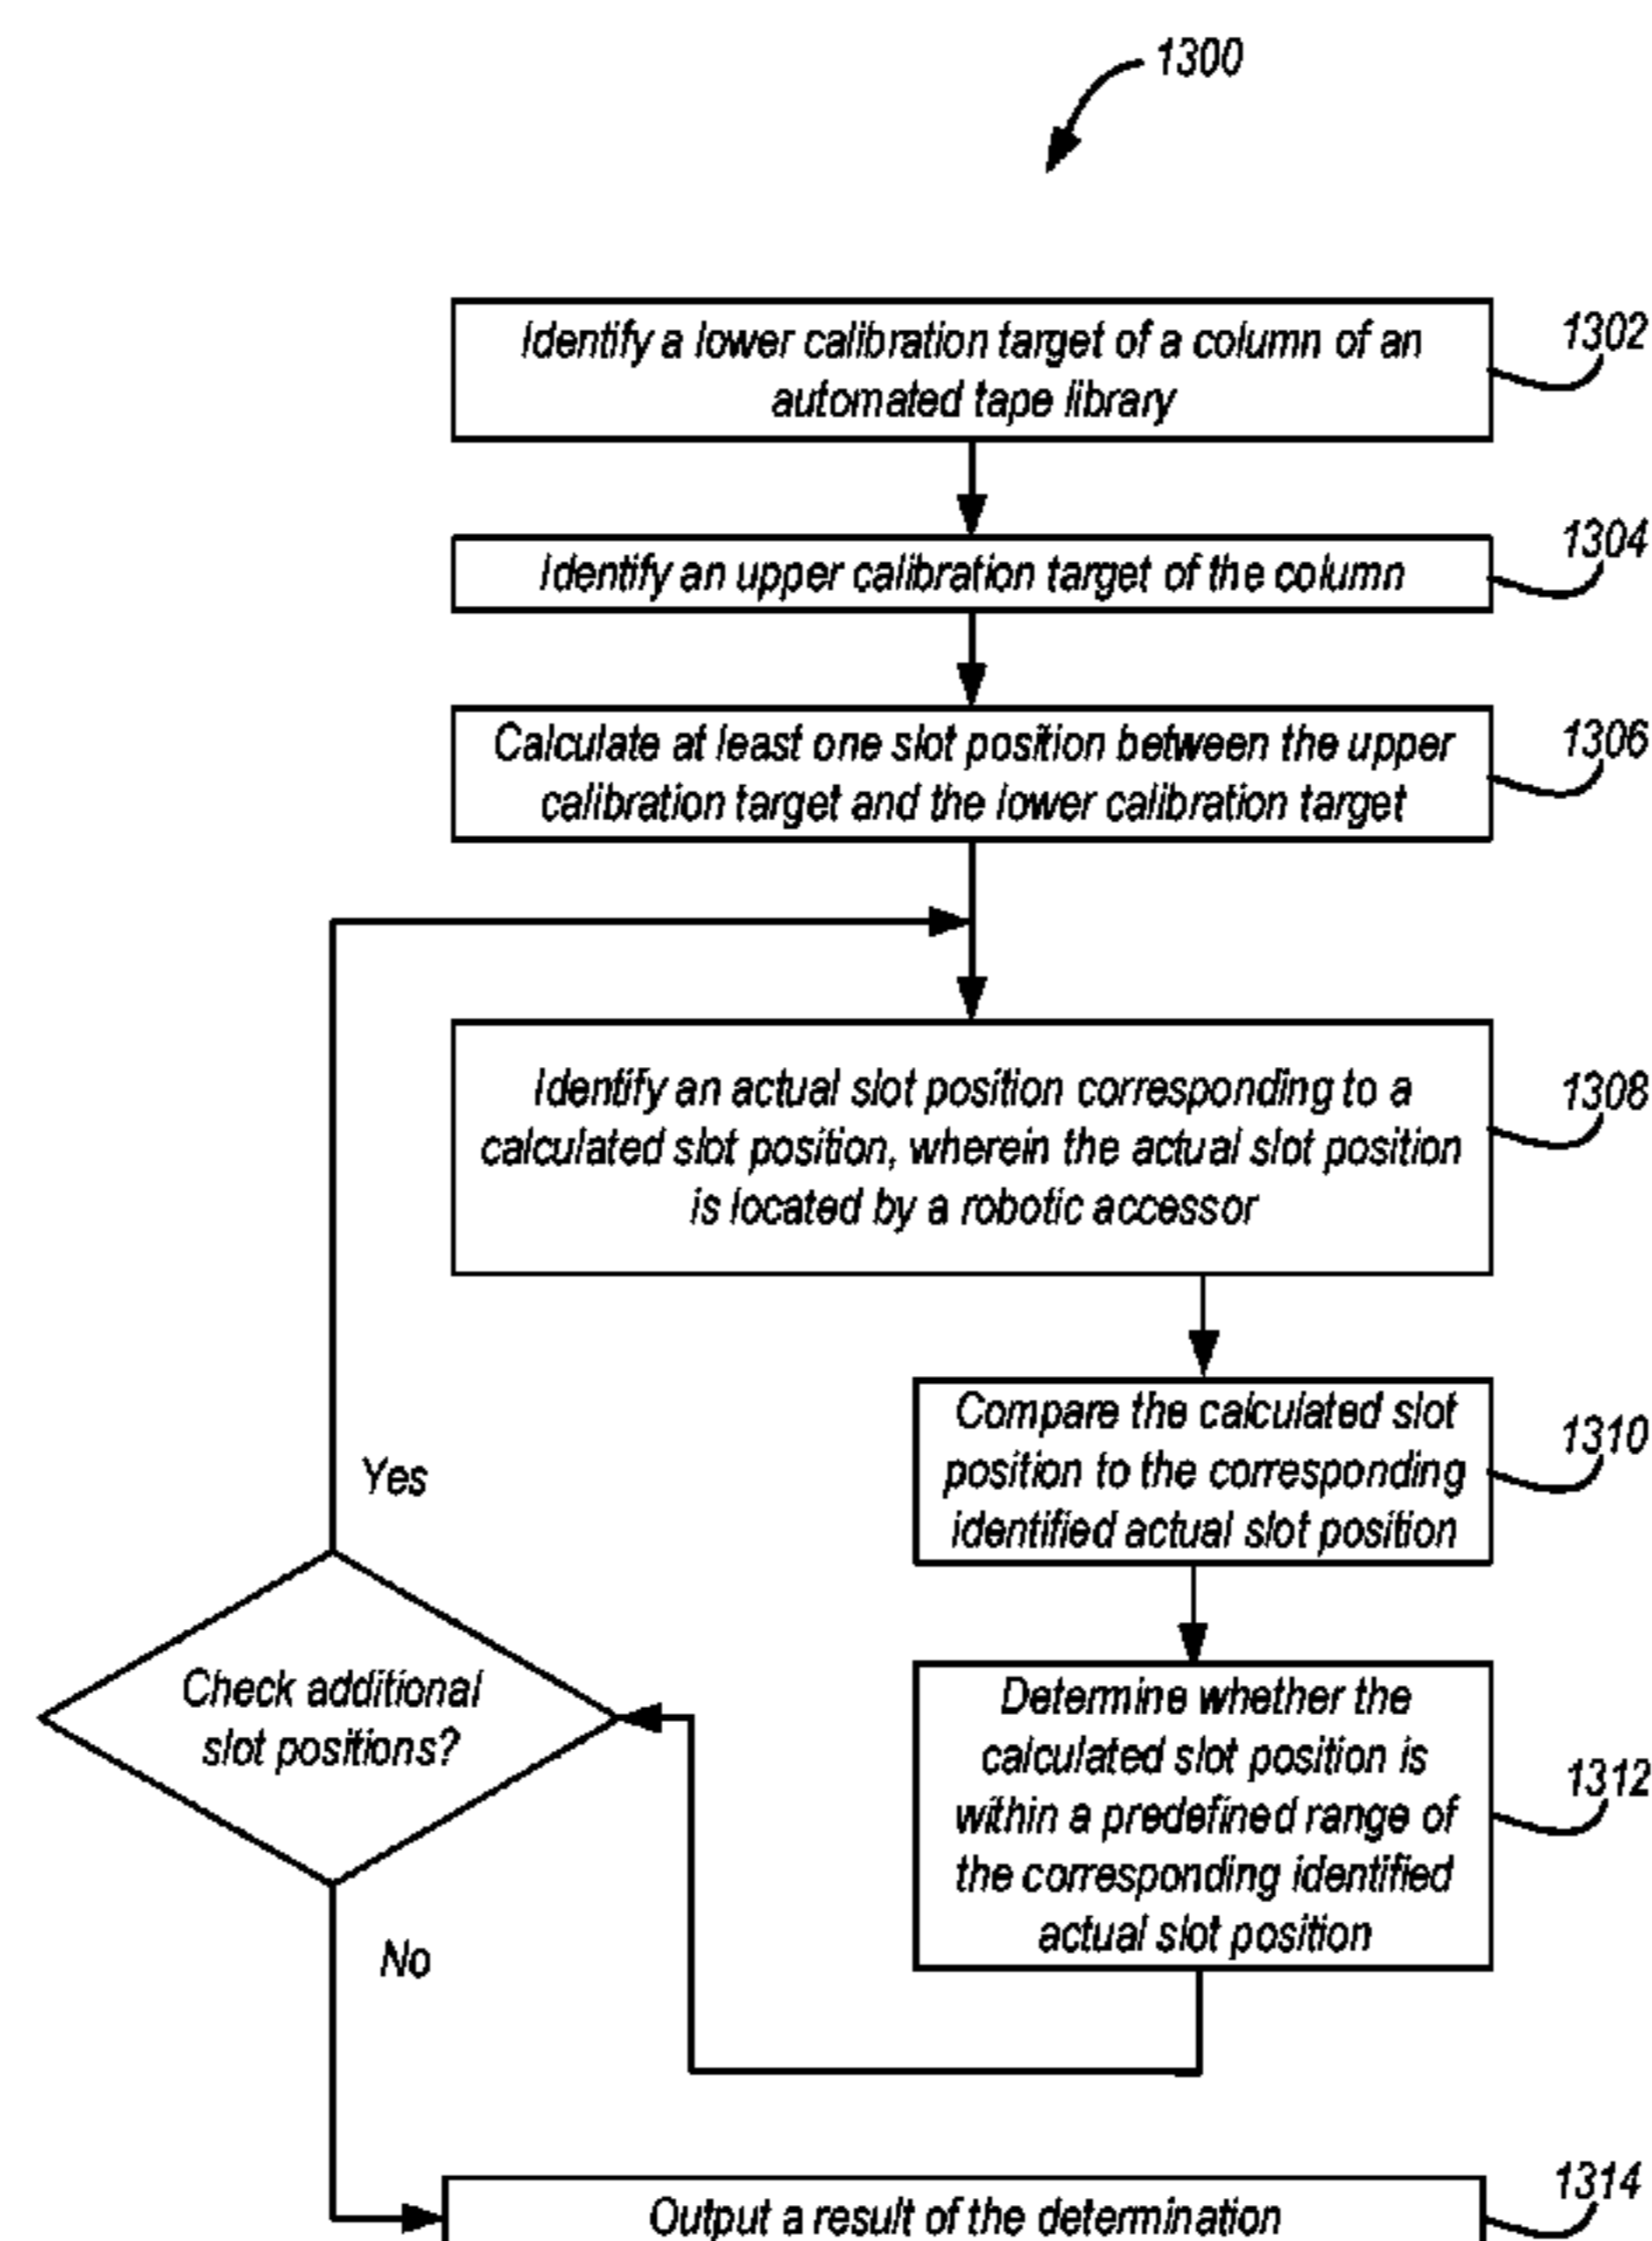 1300
Identify a lower calibration target of a column of an
automated tape library
1302
Identify an upper calibration target of the column
1304
Calculate at least one slot position between the upper
calibration target and the lower calibration target
1306
Identify an actual slot position corresponding to a
calculated slot position, wherein the actual slot position
is located by a robotic accessor
1308
Compare the calculated slot
position to the corresponding
identified actual slot position
1310
Yes
Check additional
slot positions?
Determine whether the
calculated slot position is
within a predefined range of
the corresponding identified
actual slot position
1312
No
Output a result of the determination
1314